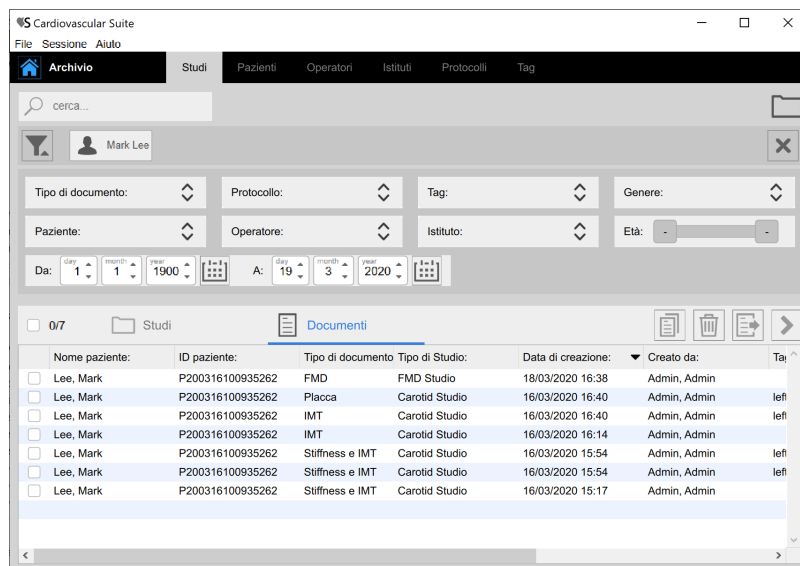 S Cardiovascular Suite
File Sessione Aiuto
Archivio Studi Pazienti Operatori Istituti Protocolli Tag
cerca...
Mark Lee
Tipo di documento: Protocollo: Tag: Genere:
Paziente: Operatore: Istituto: Età: - -
Da: day 1 month 1 year 1900 A: day 19 month 3 year 2020
0/7 Studi Documenti
Nome paziente: ID paziente: Tipo di documento Tipo di Studio: Data di creazione: Creato da:
Lee, Mark P200316100935262 FMD FMD Studio 18/03/2020 16:38 Admin, Admin
Lee, Mark P200316100935262 Placca Carotid Studio 16/03/2020 16:40 Admin, Admin left
Lee, Mark P200316100935262 IMT Carotid Studio 16/03/2020 16:40 Admin, Admin left
Lee, Mark P200316100935262 IMT Carotid Studio 16/03/2020 16:14 Admin, Admin
Lee, Mark P200316100935262 Stiffness e IMT Carotid Studio 16/03/2020 15:54 Admin, Admin left
Lee, Mark P200316100935262 Stiffness e IMT Carotid Studio 16/03/2020 15:54 Admin, Admin left
Lee, Mark P200316100935262 Stiffness e IMT Carotid Studio 16/03/2020 15:17 Admin, Admin